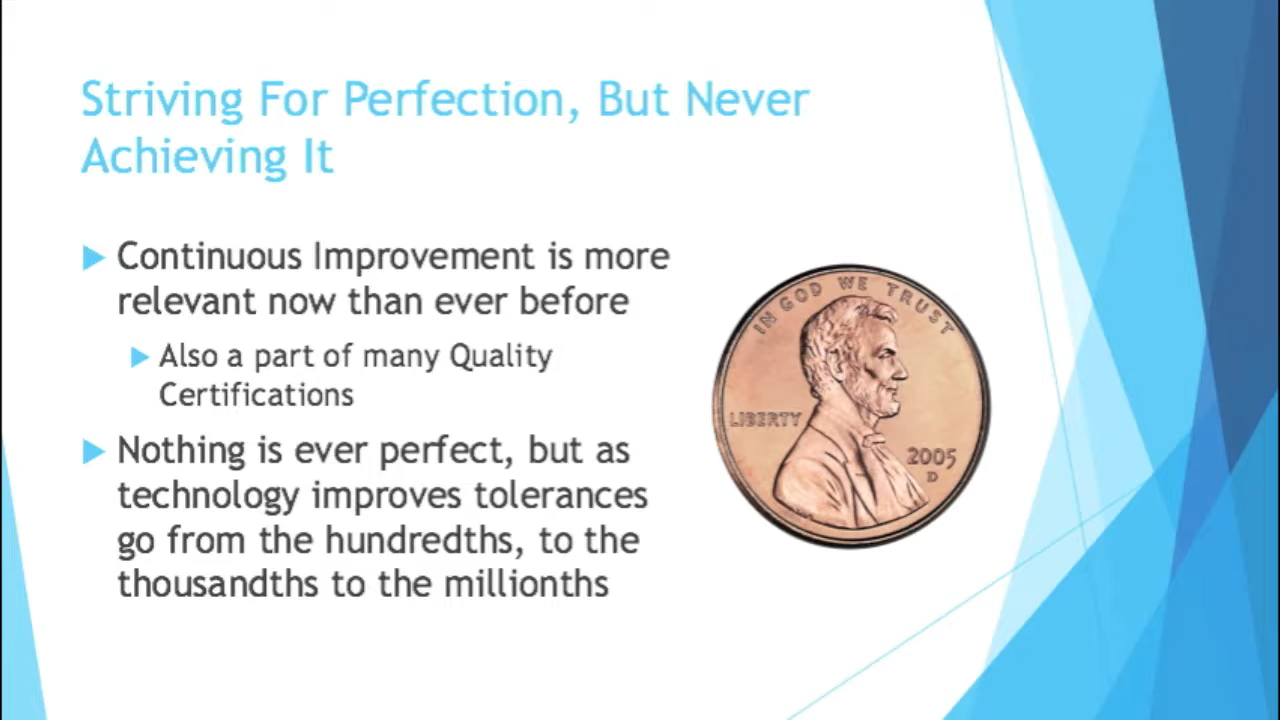 Striving For Perfection, But Never
Achieving It
Continuous Improvement is more
relevant now than ever before
Also a part of many Quality
Certifications
Nothing is ever perfect, but as
technology improves tolerances
go from the hundredths, to the
thousandths to the millionths
IN GOD WE TRUST
LIBERTY
2005
D